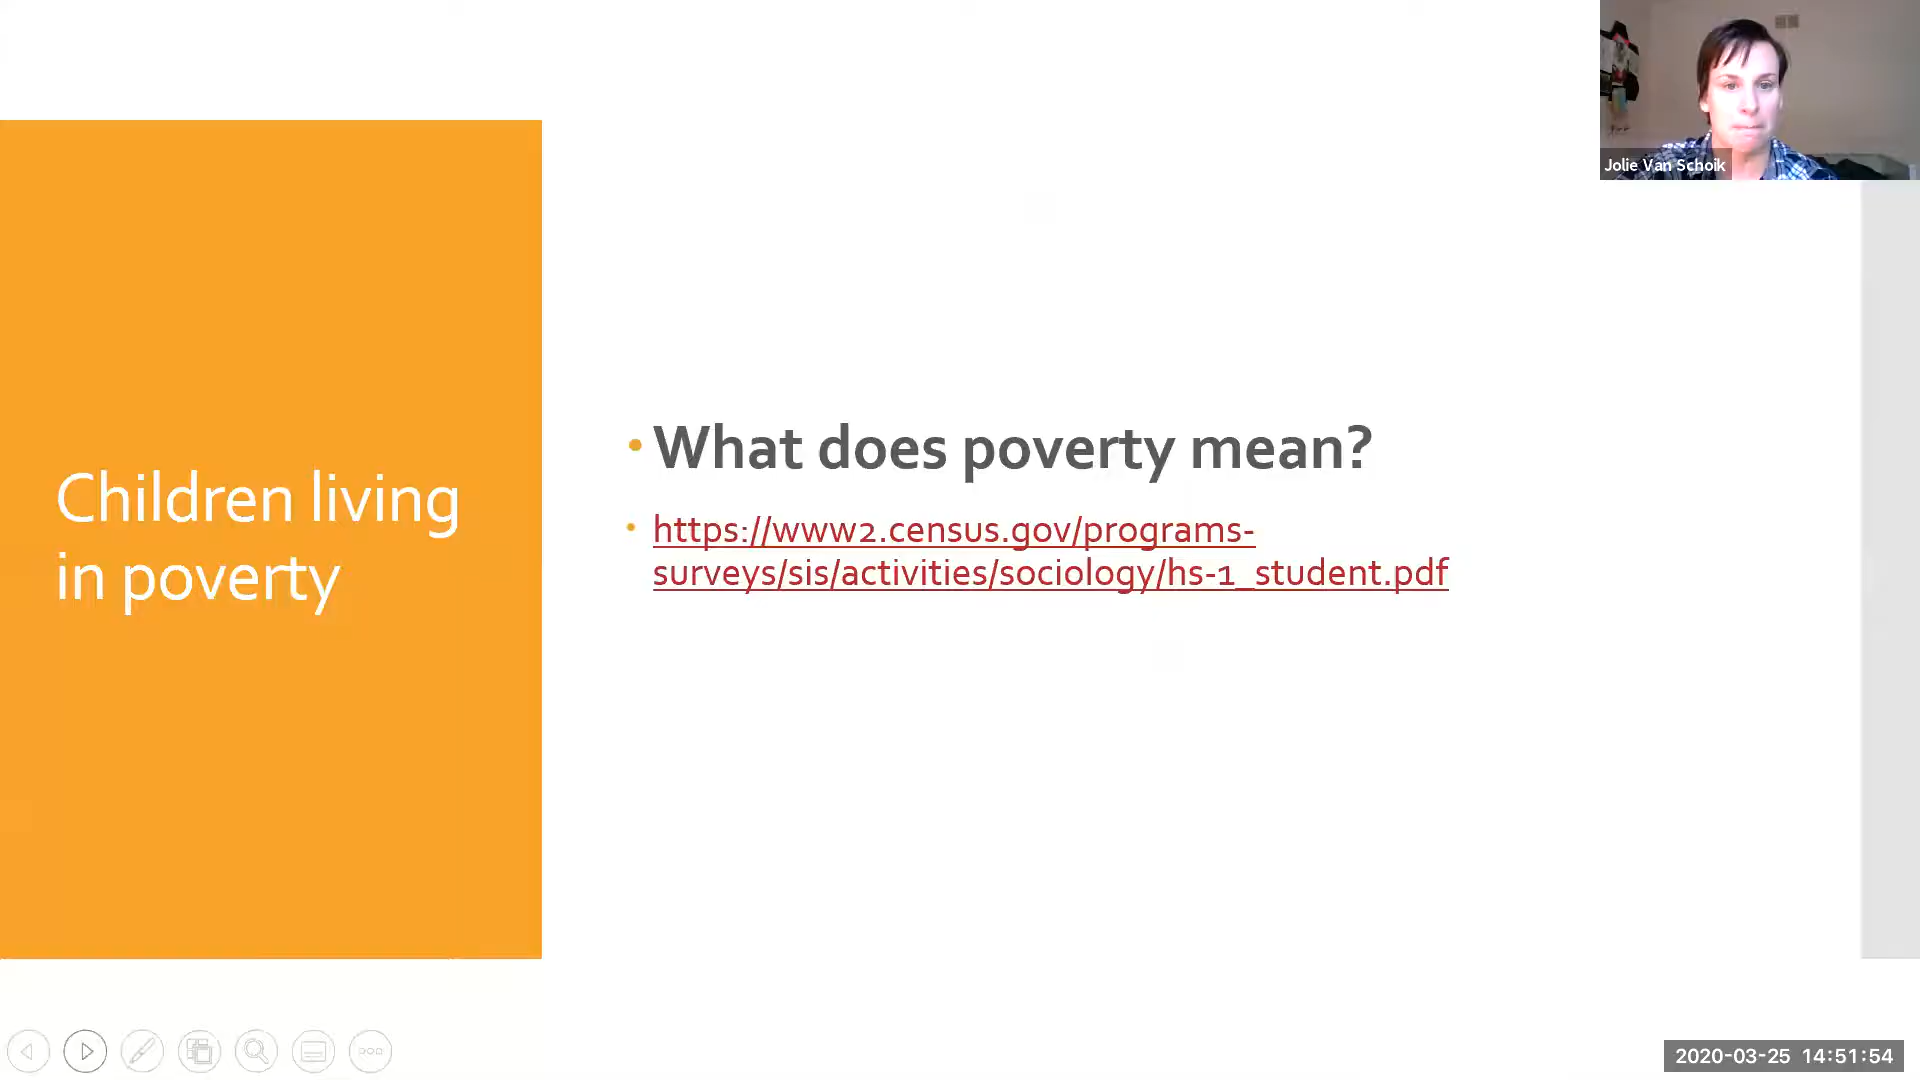 Jolie Van Schoik
Children living
in poverty
• What does poverty mean?
• https://www2.census.gov/programs-
surveys/sis/activities/sociology/hs-1_student.pdf
2020-03-25 14:51:54